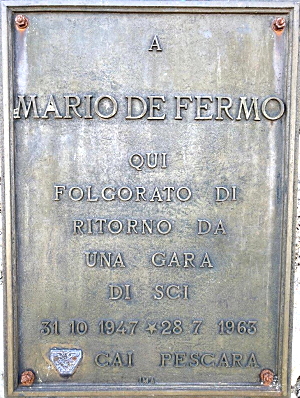 A
MARIO DE FERMO
QUI
FOLGORATO DI
RITORNO DA
UNA GARA
DI SCI
31 10 1947 ★ 28 7 1963
CAI PESCARA